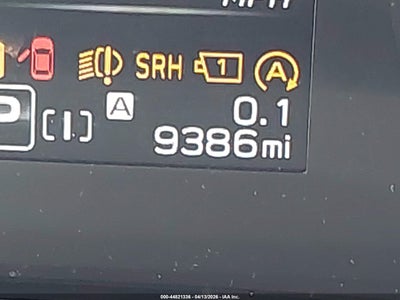 SRH 1 A
P A 0.1
9386mi
000-44821336 - 04/13/2026 - IAA Inc.